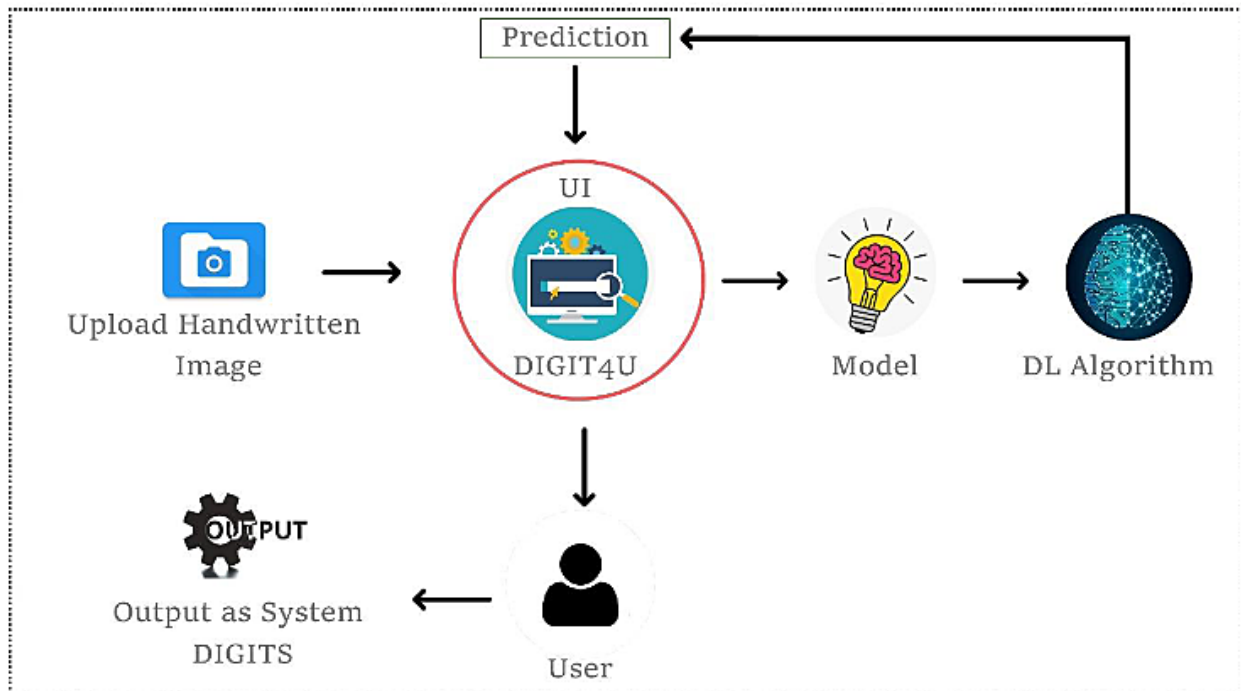 Prediction
UI
DIGIT4U
Upload Handwritten
Image
Model
DL Algorithm
OUTPUT
Output as System
DIGITS
User